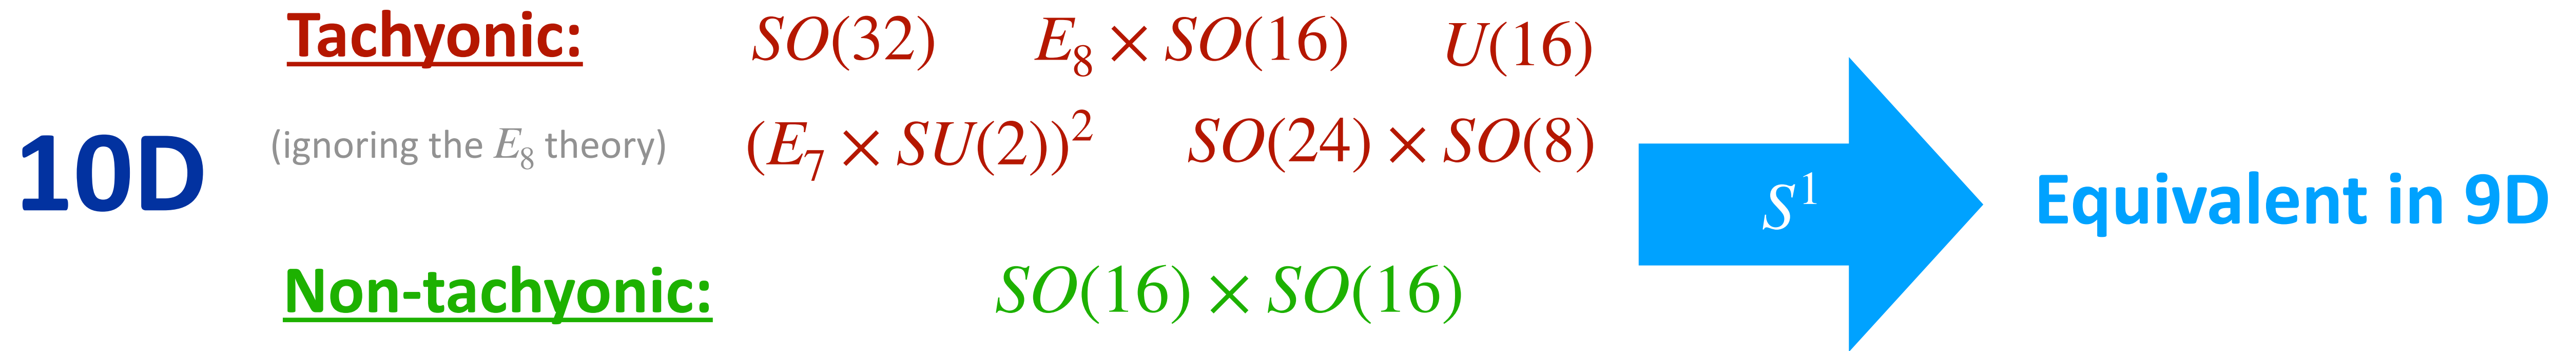 Tachyonic: SO(32) E₈ × SO(16) U(16)
10D (ignoring the E₈ theory) (E₇ × SU(2))² SO(24) × SO(8)
S¹ Equivalent in 9D
Non-tachyonic: SO(16) × SO(16)